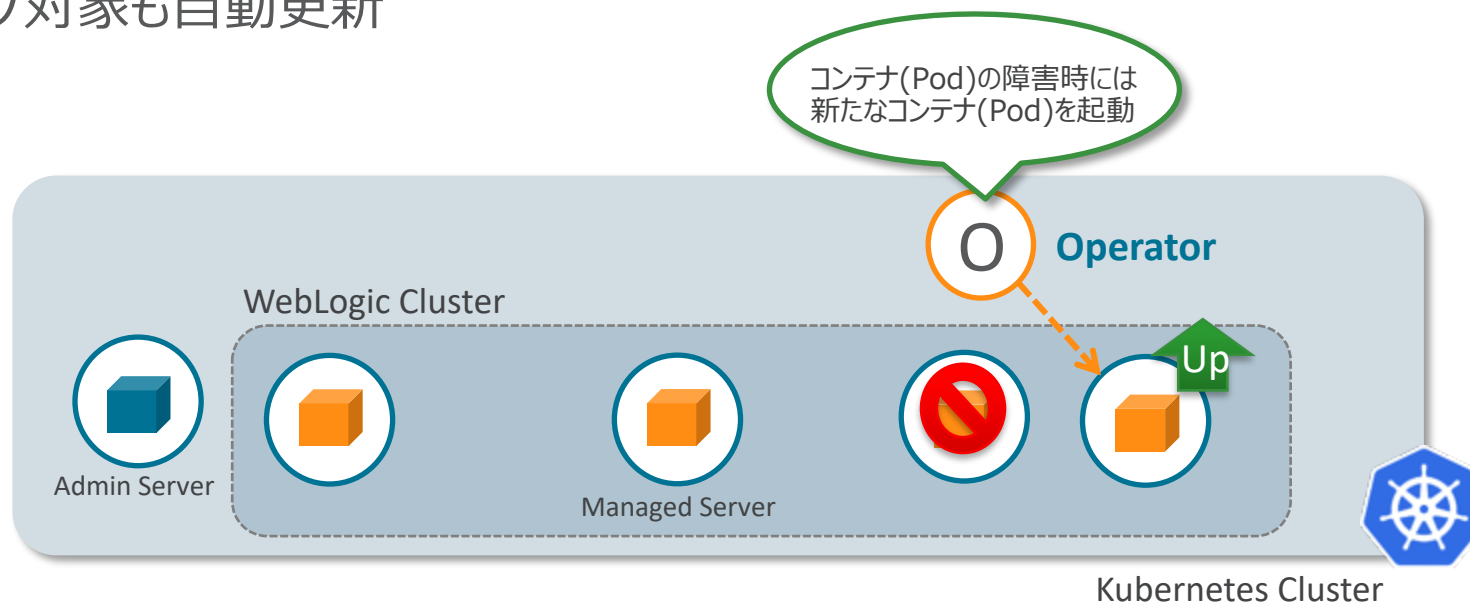 対象も自動更新
コンテナ(Pod)の障害時には
新たなコンテナ(Pod)を起動
O
Operator
WebLogic Cluster
Up
Admin Server
Managed Server
Kubernetes Cluster